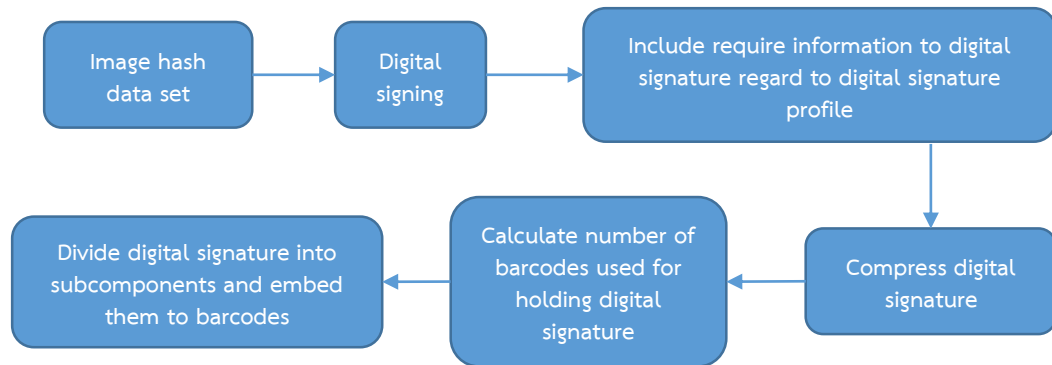 Image hash
data set
Digital
signing
Include require information to digital
signature regard to digital signature
profile
Compress digital
signature
Calculate number of
barcodes used for
holding digital
signature
Divide digital signature into
subcomponents and embed
them to barcodes